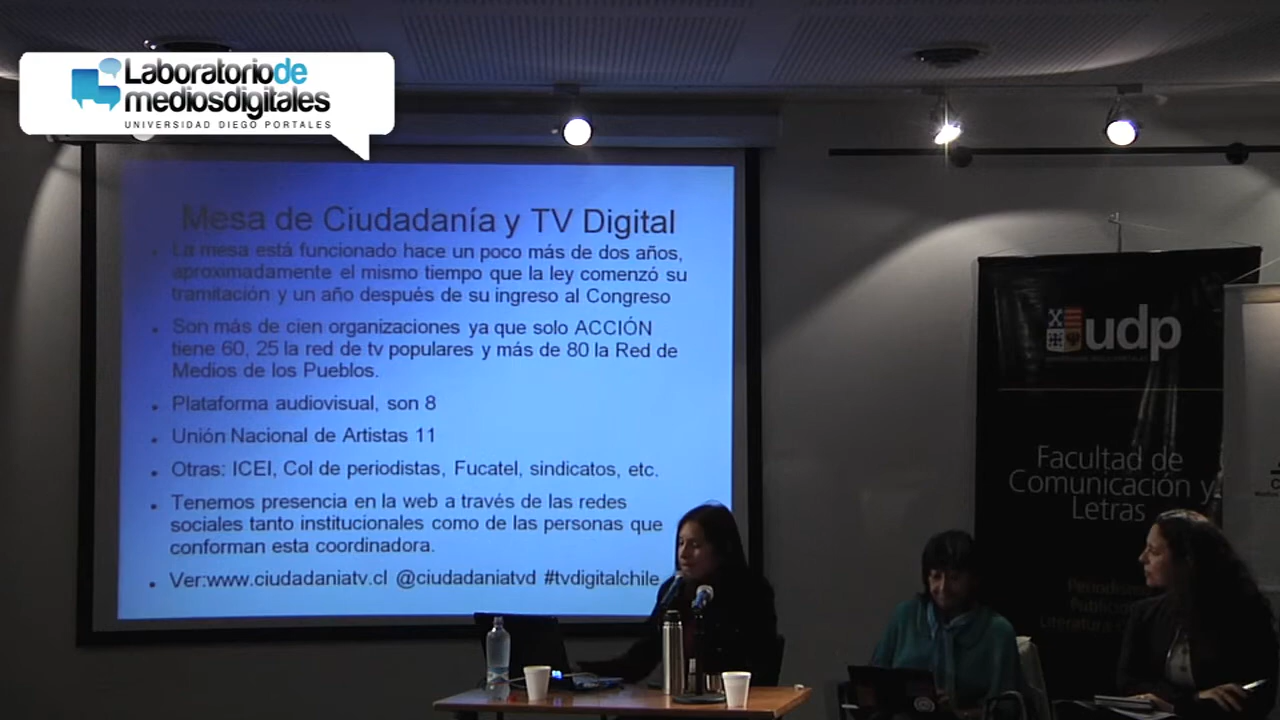 Laboratoriode
mediosdigitales
UNIVERSIDAD DIEGO PORTALES
Mesa de Ciudadanía y TV Digital
La mesa está funcionado hace un poco más de dos años,
aproximadamente el mismo tiempo que la ley comenzó su
tramitación y un año después de su ingreso al Congreso
Son más de cien organizaciones ya que solo ACCIÓN
tiene 60, 25 la red de tv populares y más de 80 la Red de
Medios de los Pueblos.
Plataforma audiovisual, son 8
Unión Nacional de Artistas 11
Otras: ICEI, Col de periodistas, Fucatel, sindicatos, etc.
Tenemos presencia en la web a través de las redes
sociales tanto institucionales como de las personas que
conforman esta coordinadora.
Ver:www.ciudadaniatv.cl @ciudadaniatvd #tvdigitalchile
udp
Facultad de
Comunicación y
Letras